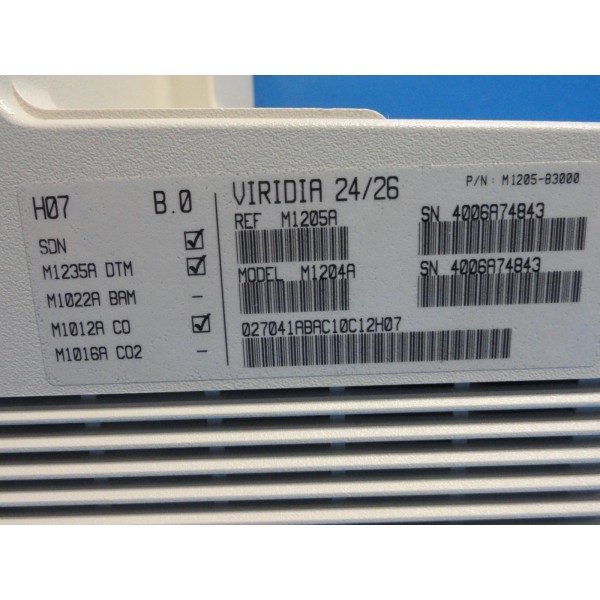 H07 B.0
SDN ☑
M1235A DTM ☑
M1022A BAM -
M1012A CO ☑
M1016A CO2 -
VIRIDIA 24/26 P/N: M1205-83000
REF M1205A SN 4006A74843
MODEL M1204A SN 4006A74843
027041ABAC10C12H07